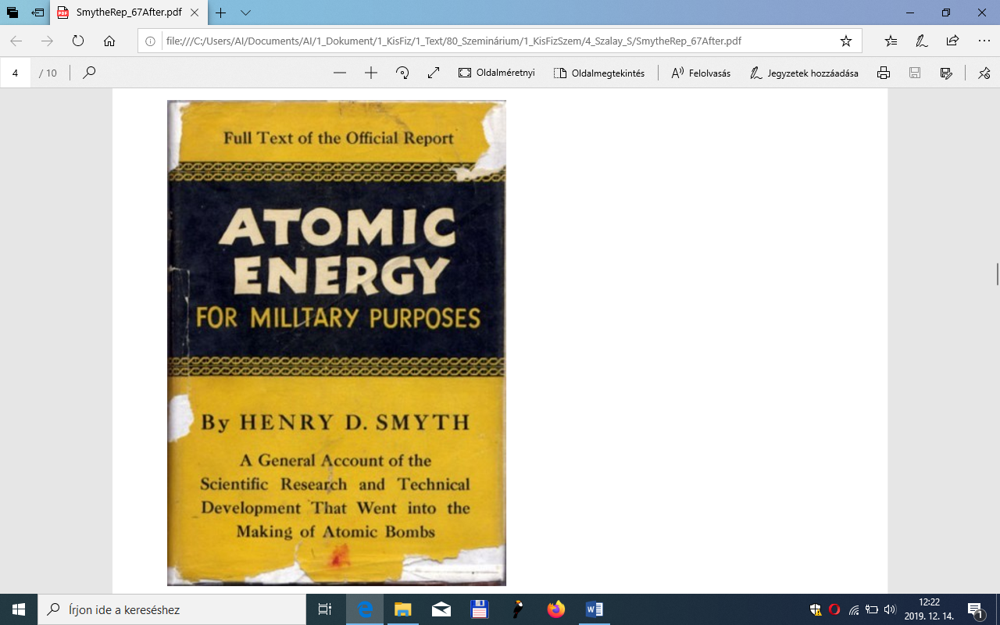 SmytheRep_67After.pdf
file:///C:/Users/AI/Documents/AI/1_Dokument/1_KisFiz/1_Text/80_Szeminárium/1_KisFizSzem/4_Szalay_S/SmytheRep_67After.pdf
4 / 10 Oldalméretnyi Oldalmegtekintés Felolvasás Jegyzetek hozzáadása
Full Text of the Official Report
ATOMIC
ENERGY
FOR MILITARY PURPOSES
By HENRY D. SMYTH
A General Account of the
Scientific Research and Technical
Development That Went into the
Making of Atomic Bombs
Írjon ide a kereséshez
12:22
2019. 12. 14.
1